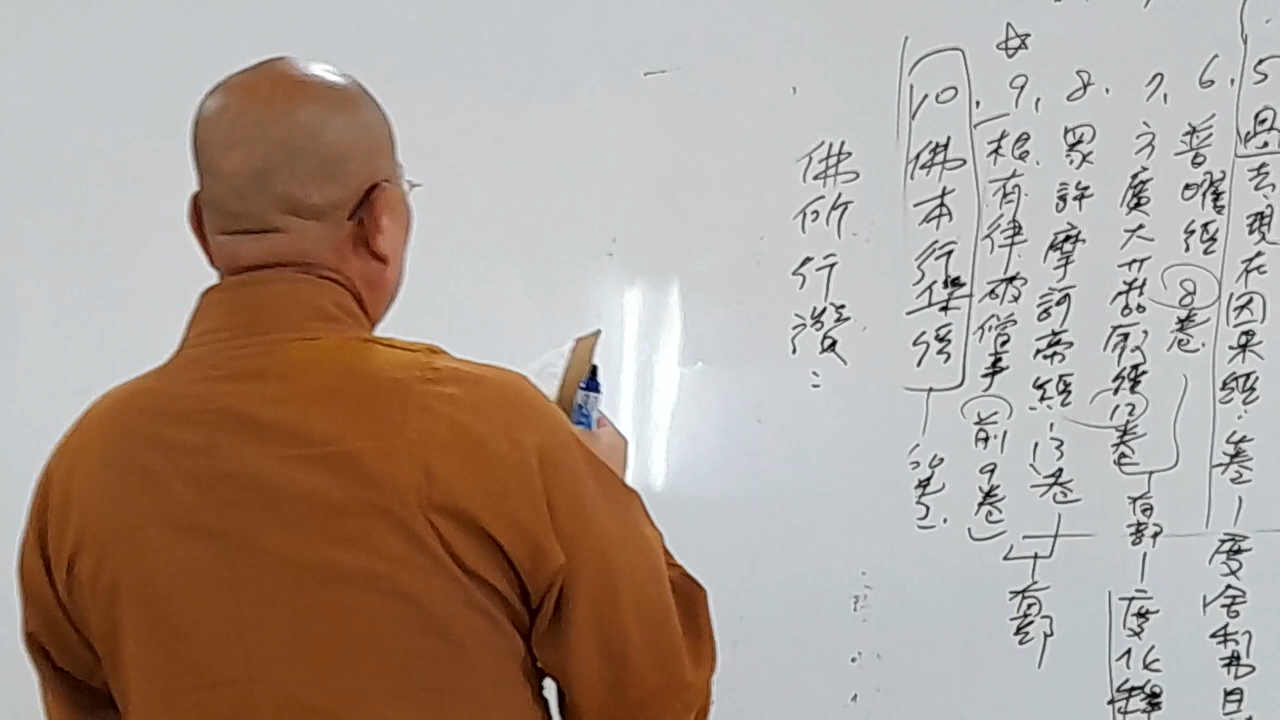 5 過去現在因果經:4卷—度舍利弗目
6. 普曜經 8卷
7. 方廣大莊嚴經12卷
有部—度化釋
8. 眾許摩訶帝經:13卷
☆ 9. 根有律破僧事(前9卷)
有部
10. 佛本行集經
佛所行讚: